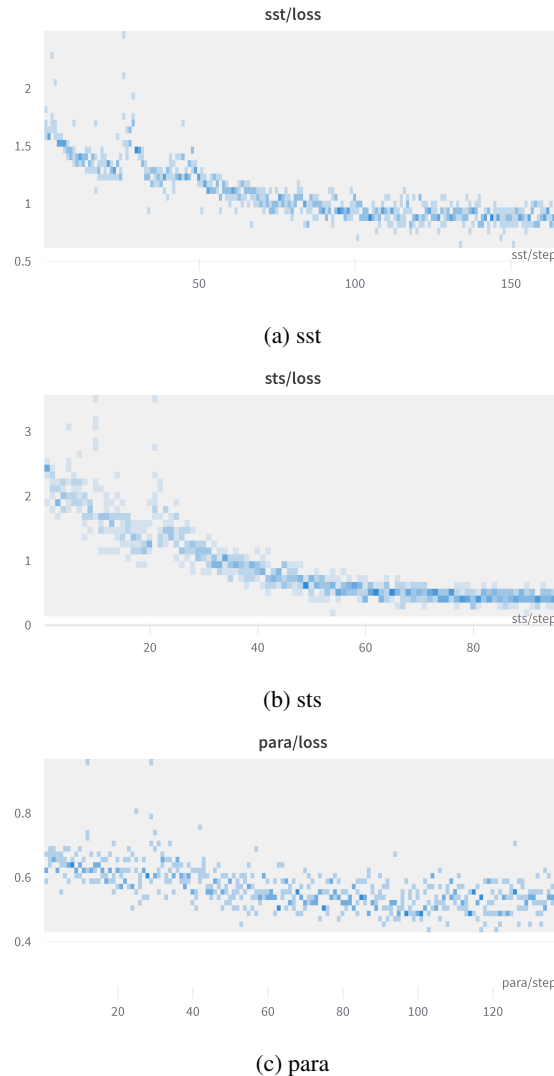 sst/loss
2
1.5
1
0.5
sst/step
50 100 150
(a) sst
sts/loss
3
2
1
0
sts/step
20 40 60 80
(b) sts
para/loss
0.8
0.6
0.4
para/step
20 40 60 80 100 120
(c) para